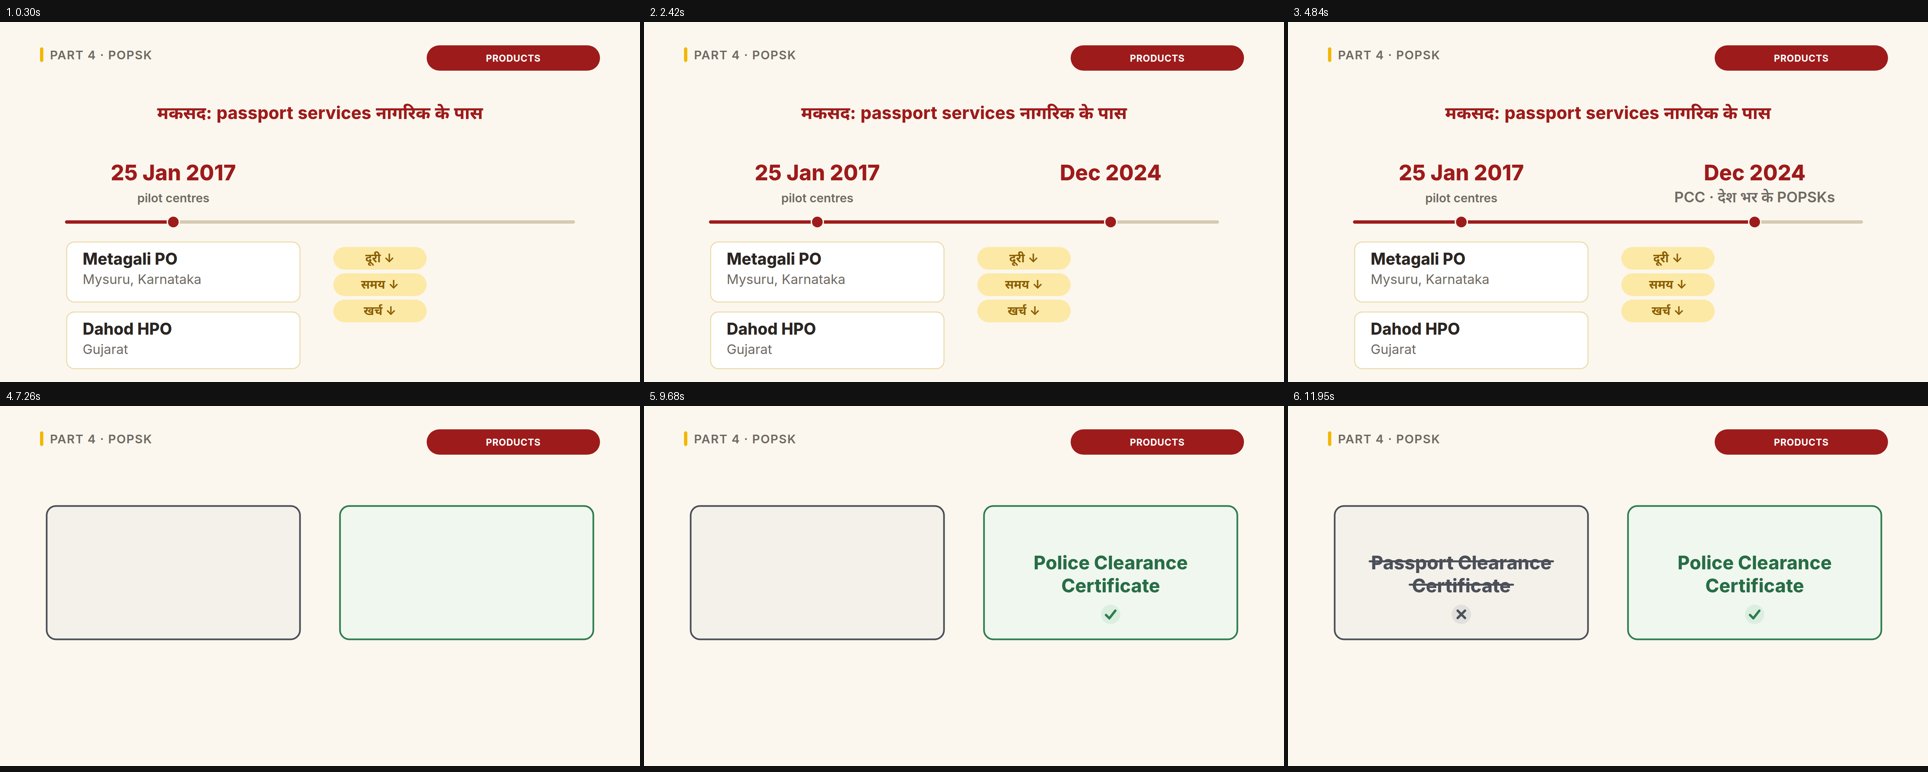 1. 0.30s
PART 4 · POPSK
PRODUCTS
मकसद: passport services नागरिक के पास
25 Jan 2017
pilot centres
Metagali PO
Mysuru, Karnataka
दूरी ↓
समय ↓
खर्च ↓
Dahod HPO
Gujarat
2. 2.42s
PART 4 · POPSK
PRODUCTS
मकसद: passport services नागरिक के पास
25 Jan 2017
Dec 2024
pilot centres
Metagali PO
Mysuru, Karnataka
दूरी ↓
समय ↓
खर्च ↓
Dahod HPO
Gujarat
3. 4.84s
PART 4 · POPSK
PRODUCTS
मकसद: passport services नागरिक के पास
25 Jan 2017
Dec 2024
pilot centres
PCC · देश भर के POPSKs
Metagali PO
Mysuru, Karnataka
दूरी ↓
समय ↓
खर्च ↓
Dahod HPO
Gujarat
4. 7.26s
PART 4 · POPSK
PRODUCTS
5. 9.68s
PART 4 · POPSK
PRODUCTS
Police Clearance
Certificate
6. 11.95s
PART 4 · POPSK
PRODUCTS
Passport Clearance
Certificate
Police Clearance
Certificate